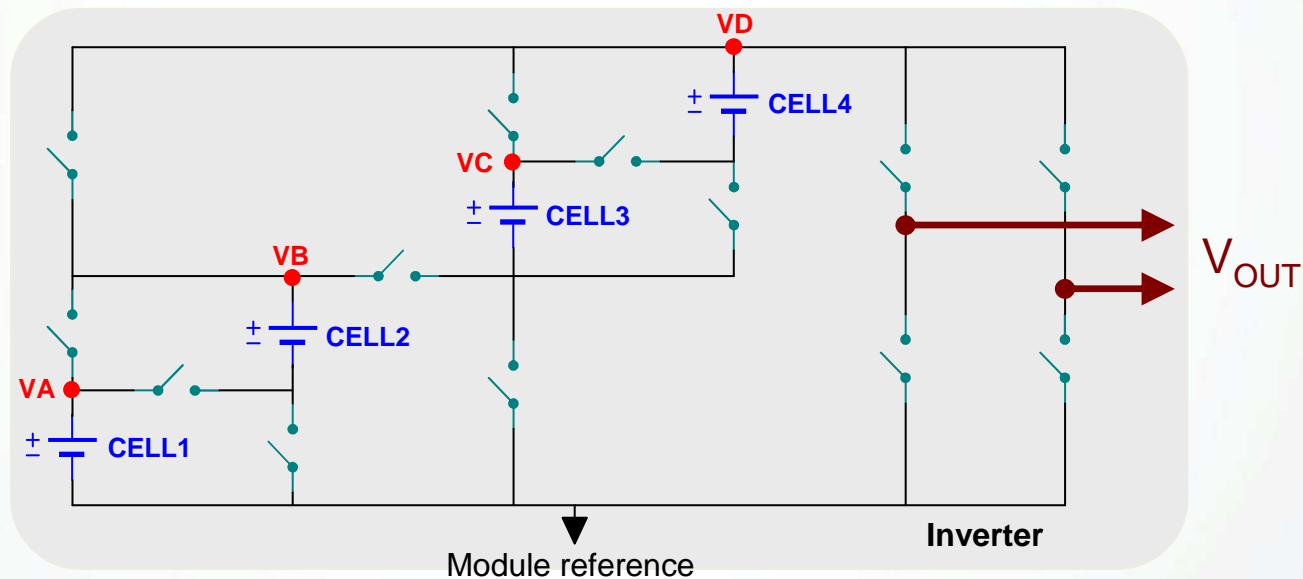 VD
± CELL4
VC
± CELL3
VB
± CELL2
VA
± CELL1
VOUT
Inverter
Module reference